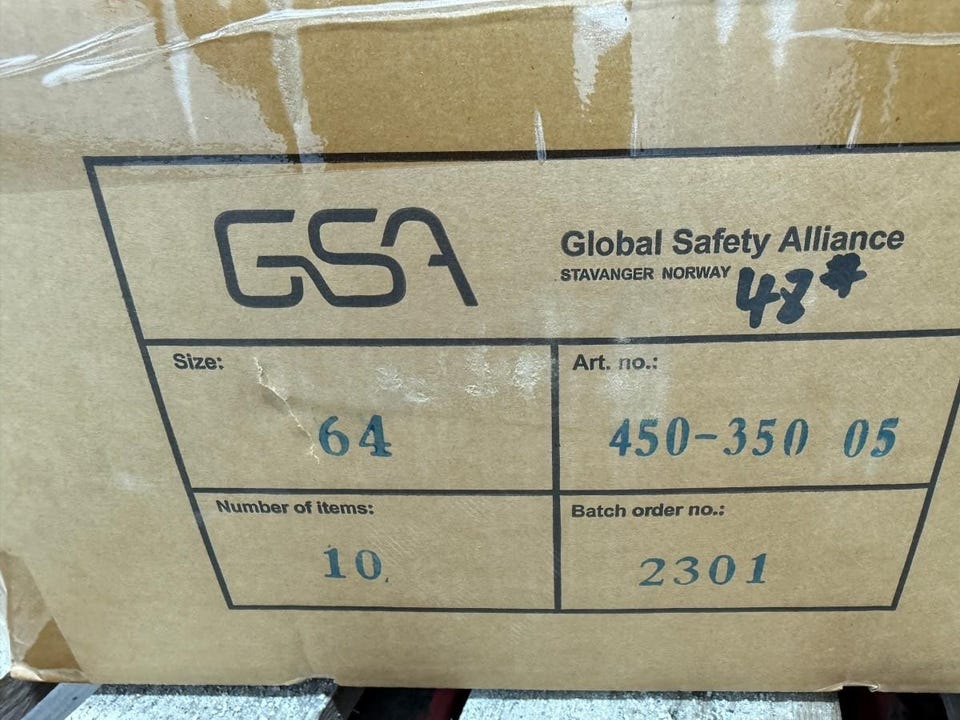 GSA
Global Safety Alliance
STAVANGER NORWAY
48*
Size:
64
Art. no.:
450-350 05
Number of items:
10
Batch order no.:
2301